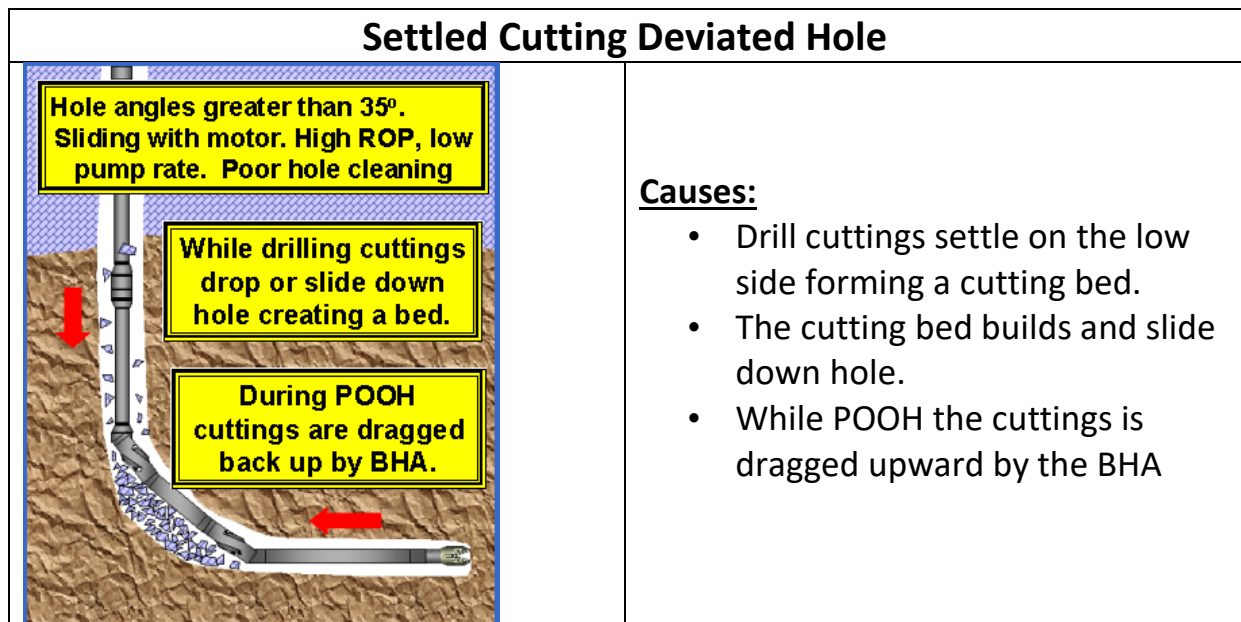 Settled Cutting Deviated Hole
Hole angles greater than 35º.
Sliding with motor. High ROP, low
pump rate. Poor hole cleaning
While drilling cuttings
drop or slide down
hole creating a bed.
During POOH
cuttings are dragged
back up by BHA.
Causes:
• Drill cuttings settle on the low
side forming a cutting bed.
• The cutting bed builds and slide
down hole.
• While POOH the cuttings is
dragged upward by the BHA